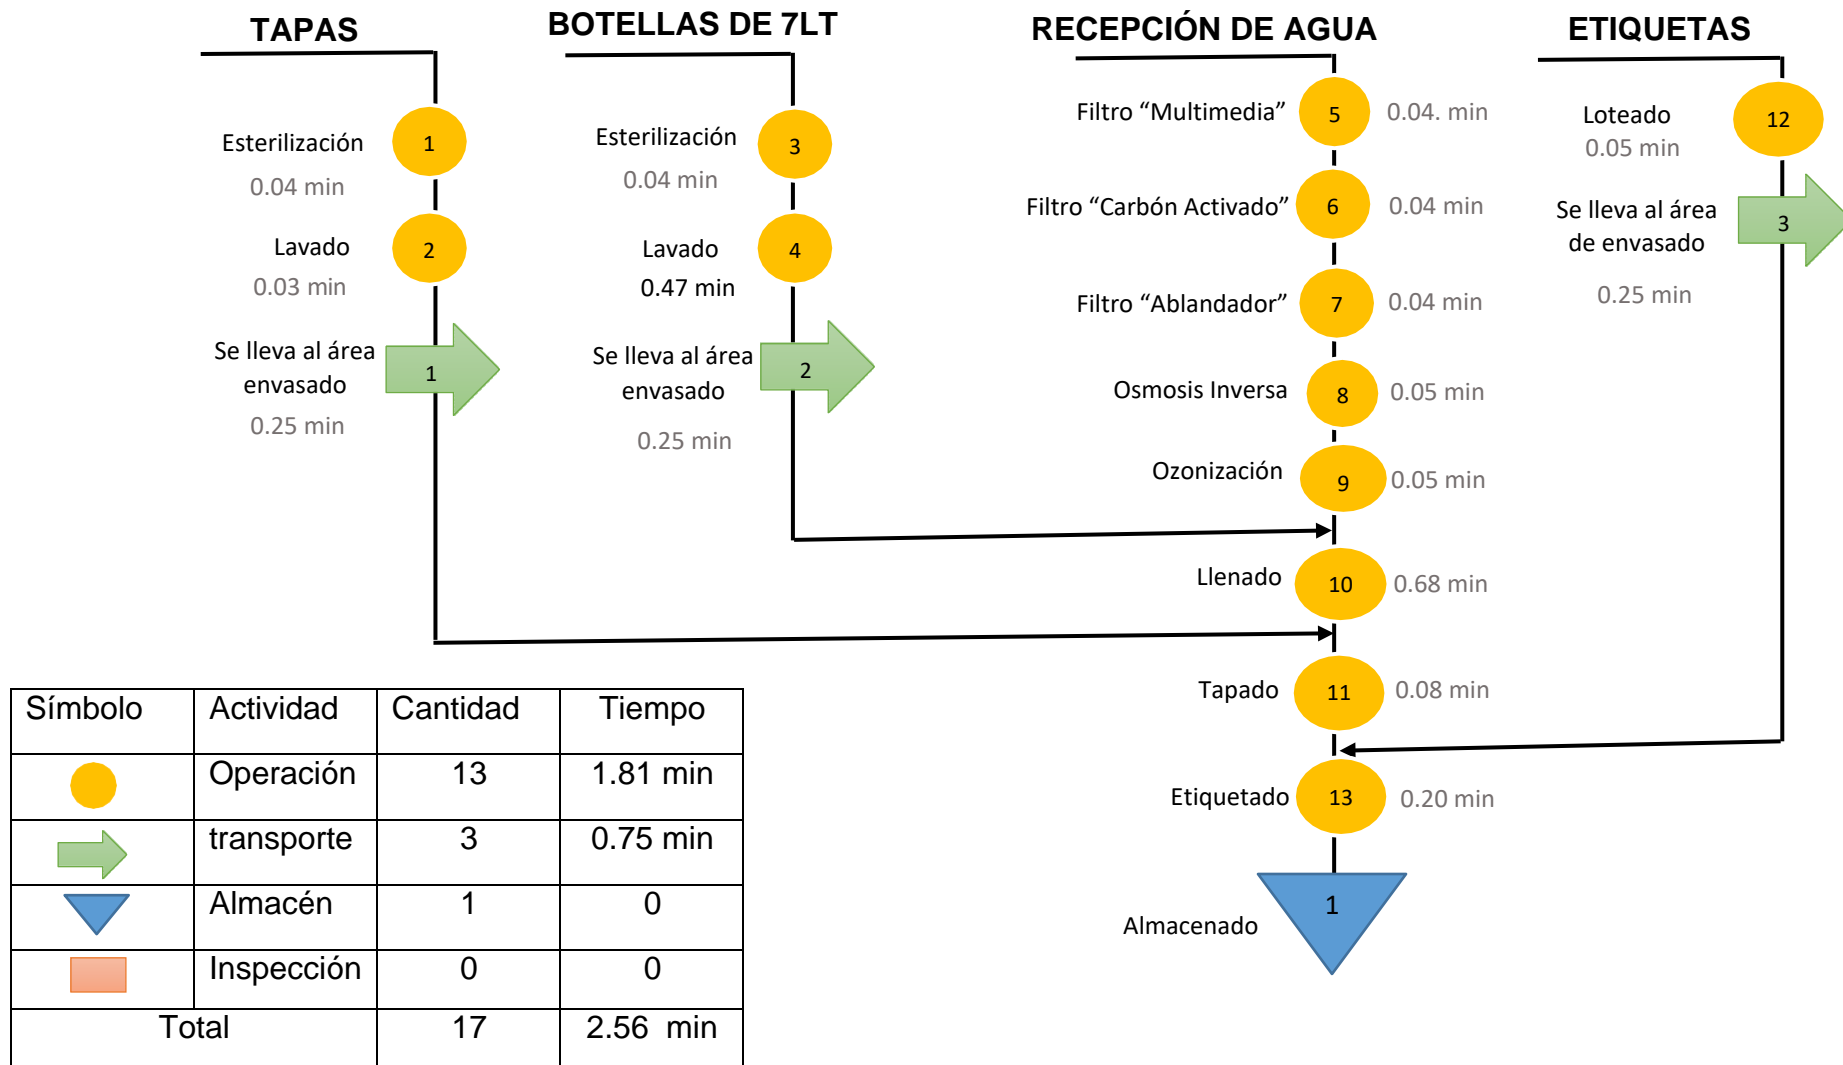 TAPAS
Esterilización
1
0.04 min
Lavado
2
0.03 min
Se lleva al área
envasado
1
0.25 min
BOTELLAS DE 7LT
Esterilización
3
0.04 min
Lavado
4
0.47 min
Se lleva al área
envasado
2
0.25 min
RECEPCIÓN DE AGUA
Filtro “Multimedia”
5
0.04. min
Filtro “Carbón Activado”
6
0.04 min
Filtro “Ablandador”
7
0.04 min
Osmosis Inversa
8
0.05 min
Ozonización
9
0.05 min
Llenado
10
0.68 min
Tapado
11
0.08 min
Etiquetado
13
0.20 min
Almacenado
1
ETIQUETAS
Loteado
12
0.05 min
Se lleva al área
de envasado
3
0.25 min
Símbolo Actividad Cantidad Tiempo
Operación 13 1.81 min
transporte 3 0.75 min
Almacén 1 0
Inspección 0 0
Total 17 2.56 min